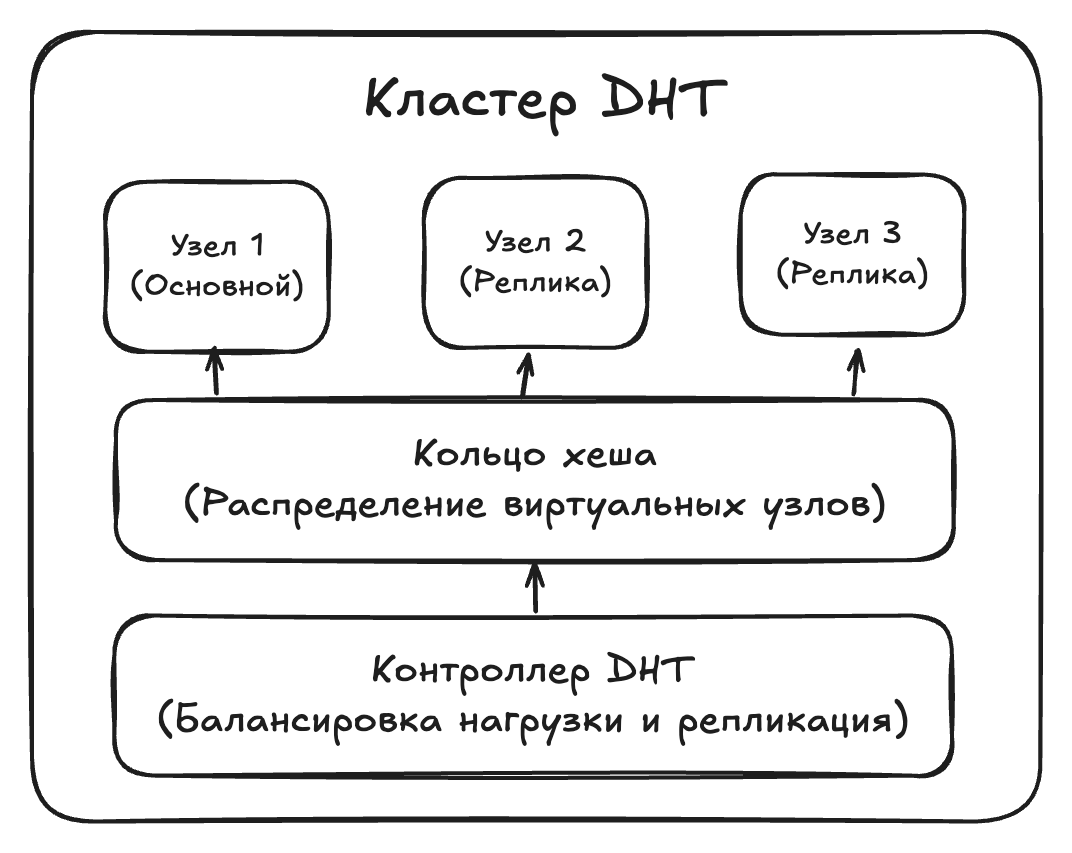 Кластер DHT
Узел 1
(Основной)
Узел 2
(Реплика)
Узел 3
(Реплика)
Кольцо хеша
(Распределение виртуальных узлов)
Контроллер DHT
(Балансировка нагрузки и репликация)